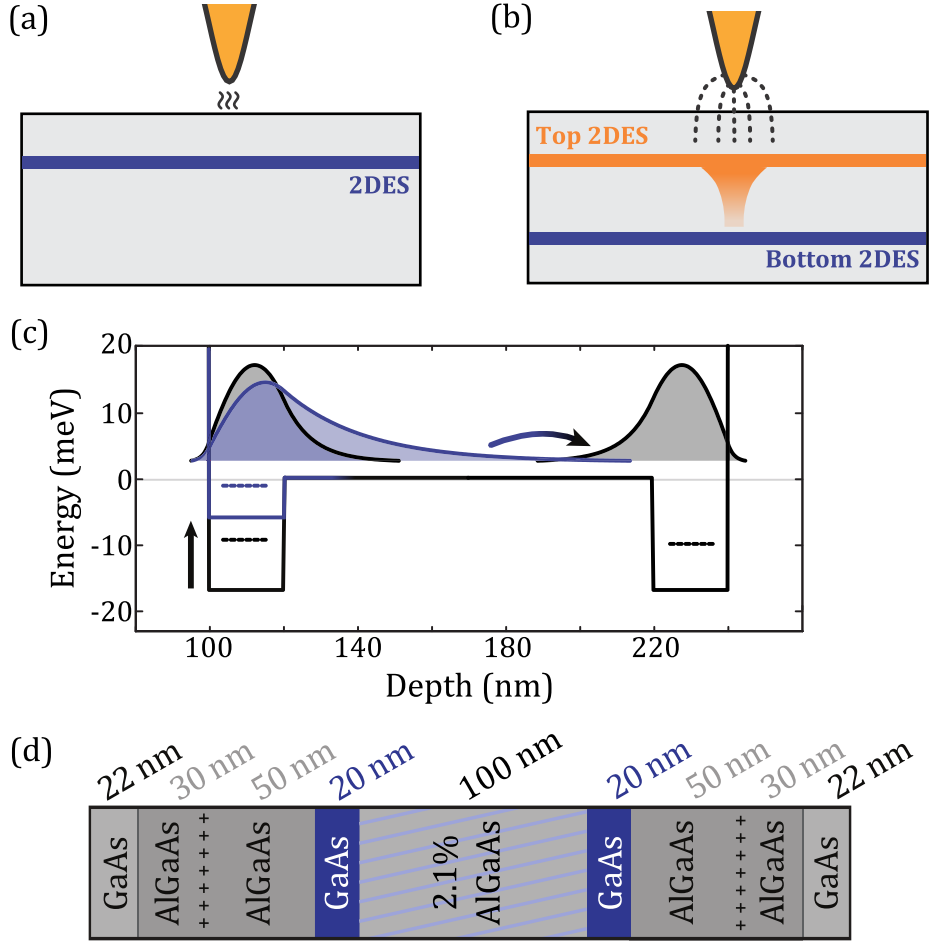 (a)
2DES
(b)
Top 2DES
Bottom 2DES
(c)
Energy (meV)
20
10
0
-10
-20
100
140
180
220
Depth (nm)
(d)
22 nm
30 nm
50 nm
20 nm
100 nm
20 nm
50 nm
30 nm
22 nm
GaAs
AlGaAs
+ + + + + + + +
AlGaAs
GaAs
2.1%
AlGaAs
GaAs
AlGaAs
+ + + + + + + +
AlGaAs
GaAs